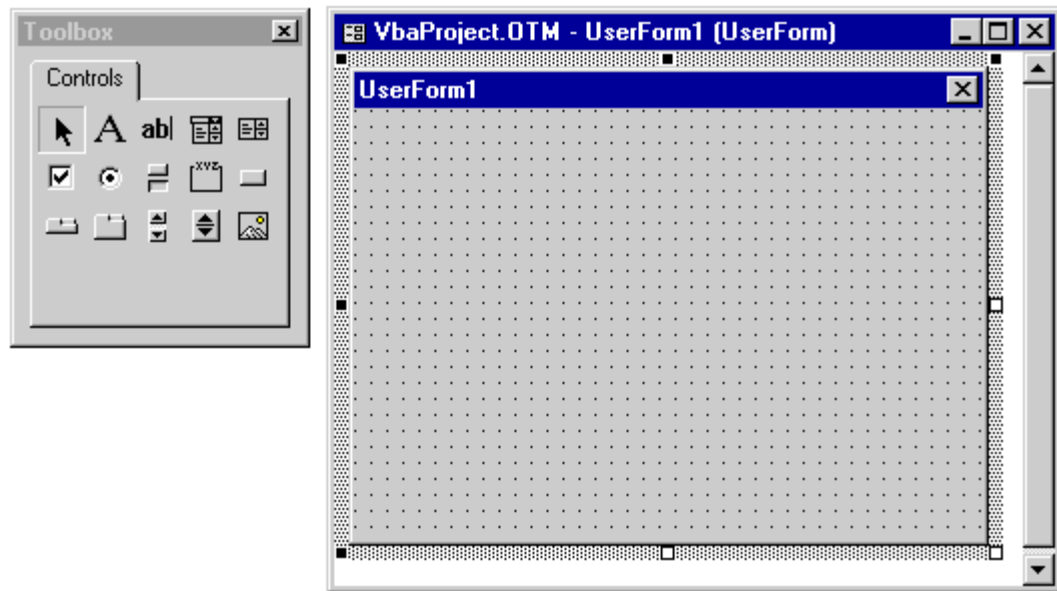 Toolbox
Controls
A
ab
XYZ
VbaProject.OTM - UserForm1 (UserForm)
UserForm1